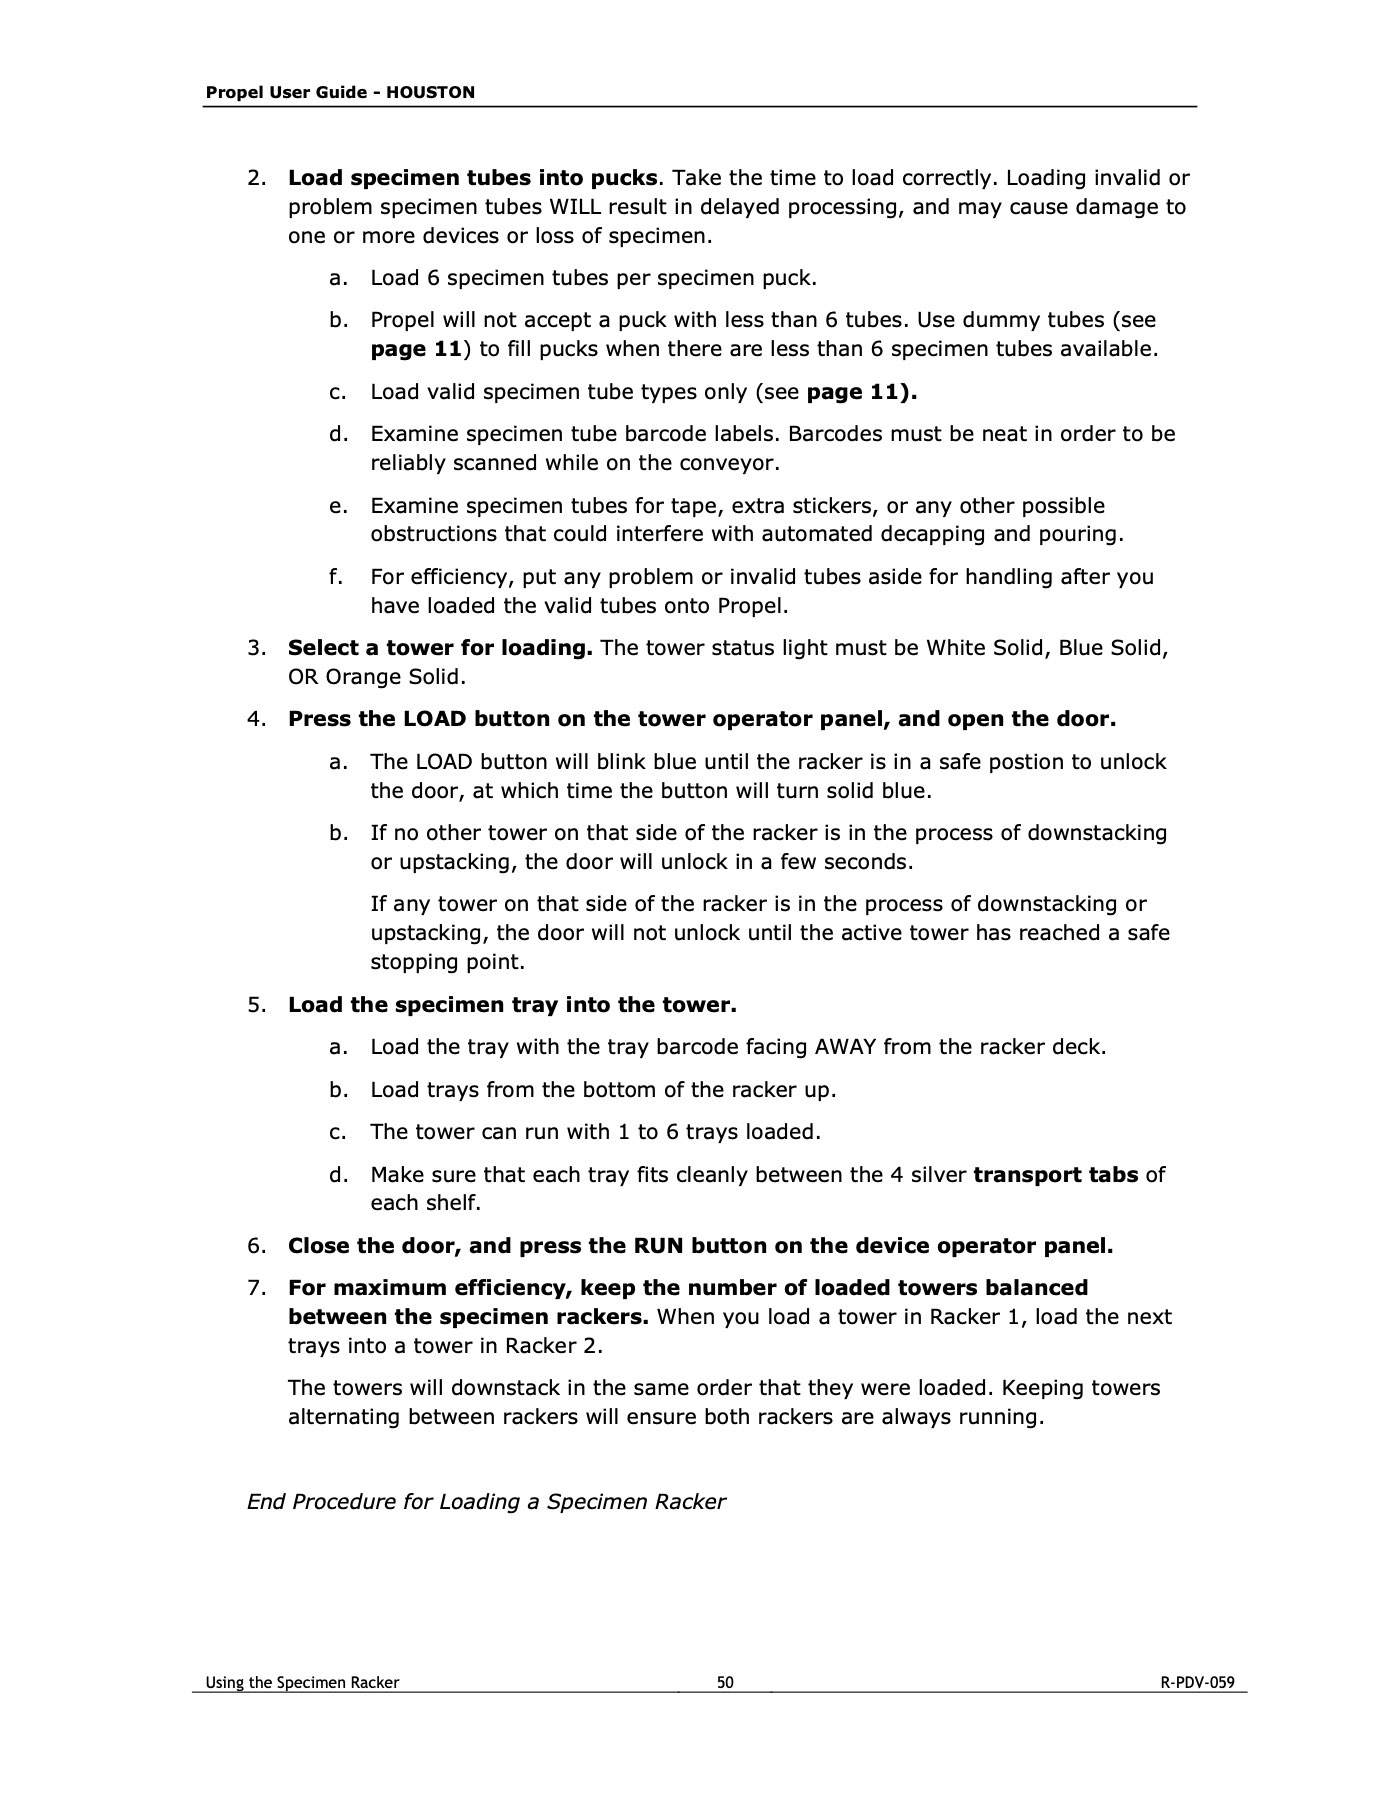 Propel User Guide - HOUSTON
2. Load specimen tubes into pucks. Take the time to load correctly. Loading invalid or
problem specimen tubes WILL result in delayed processing, and may cause damage to
one or more devices or loss of specimen.
a. Load 6 specimen tubes per specimen puck.
b. Propel will not accept a puck with less than 6 tubes. Use dummy tubes (see
page 11) to fill pucks when there are less than 6 specimen tubes available.
c. Load valid specimen tube types only (see page 11).
d. Examine specimen tube barcode labels. Barcodes must be neat in order to be
reliably scanned while on the conveyor.
e. Examine specimen tubes for tape, extra stickers, or any other possible
obstructions that could interfere with automated decapping and pouring.
f. For efficiency, put any problem or invalid tubes aside for handling after you
have loaded the valid tubes onto Propel.
3. Select a tower for loading. The tower status light must be White Solid, Blue Solid,
OR Orange Solid.
4. Press the LOAD button on the tower operator panel, and open the door.
a. The LOAD button will blink blue until the racker is in a safe postion to unlock
the door, at which time the button will turn solid blue.
b. If no other tower on that side of the racker is in the process of downstacking
or upstacking, the door will unlock in a few seconds.
If any tower on that side of the racker is in the process of downstacking or
upstacking, the door will not unlock until the active tower has reached a safe
stopping point.
5. Load the specimen tray into the tower.
a. Load the tray with the tray barcode facing AWAY from the racker deck.
b. Load trays from the bottom of the racker up.
c. The tower can run with 1 to 6 trays loaded.
d. Make sure that each tray fits cleanly between the 4 silver transport tabs of
each shelf.
6. Close the door, and press the RUN button on the device operator panel.
7. For maximum efficiency, keep the number of loaded towers balanced
between the specimen rackers. When you load a tower in Racker 1, load the next
trays into a tower in Racker 2.
The towers will downstack in the same order that they were loaded. Keeping towers
alternating between rackers will ensure both rackers are always running.
End Procedure for Loading a Specimen Racker
Using the Specimen Racker 50 R-PDV-059